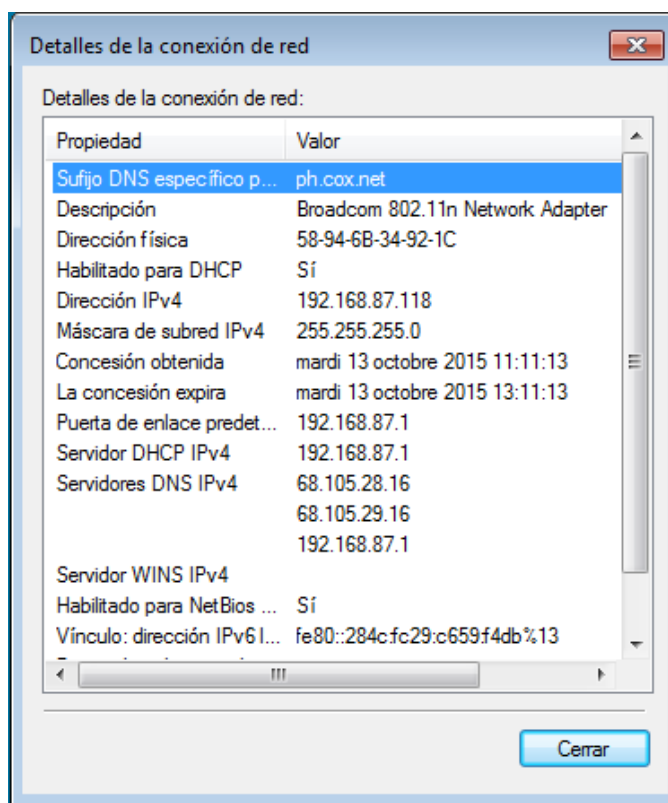 Detalles de la conexión de red
Detalles de la conexión de red:
Propiedad Valor
Sufijo DNS específico p... ph.cox.net
Descripción Broadcom 802.11n Network Adapter
Dirección física 58-94-6B-34-92-1C
Habilitado para DHCP Sí
Dirección IPv4 192.168.87.118
Máscara de subred IPv4 255.255.255.0
Concesión obtenida mardi 13 octobre 2015 11:11:13
La concesión expira mardi 13 octobre 2015 13:11:13
Puerta de enlace predet... 192.168.87.1
Servidor DHCP IPv4 192.168.87.1
Servidores DNS IPv4 68.105.28.16
68.105.29.16
192.168.87.1
Servidor WINS IPv4
Habilitado para NetBios ... Sí
Vínculo: dirección IPv6 l... fe80::284c:fc29:c659:f4db%13
Cerrar